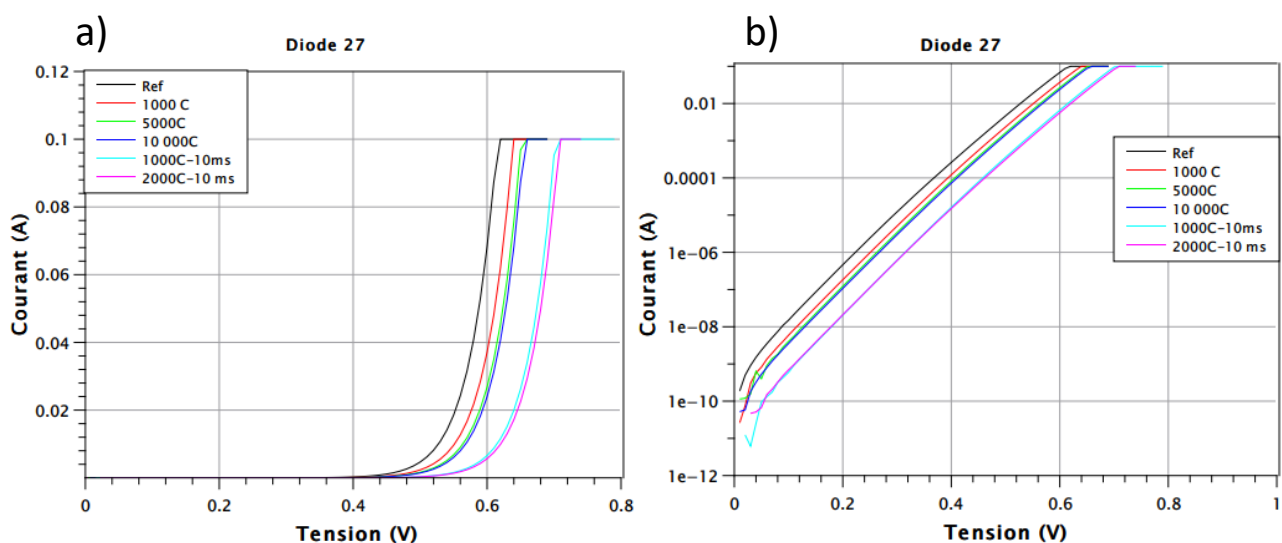 a)
Diode 27
0.12
0.1
0.08
0.06
0.04
0.02
Courant (A)
Ref
1000 C
5000C
10 000C
1000C-10ms
2000C-10 ms
0
0.2
0.4
0.6
0.8
Tension (V)
b)
Diode 27
0.01
0.0001
1e-06
1e-08
1e-10
1e-12
Courant (A)
Ref
1000 C
5000C
10 000C
1000C-10ms
2000C-10 ms
0
0.2
0.4
0.6
0.8
1
Tension (V)